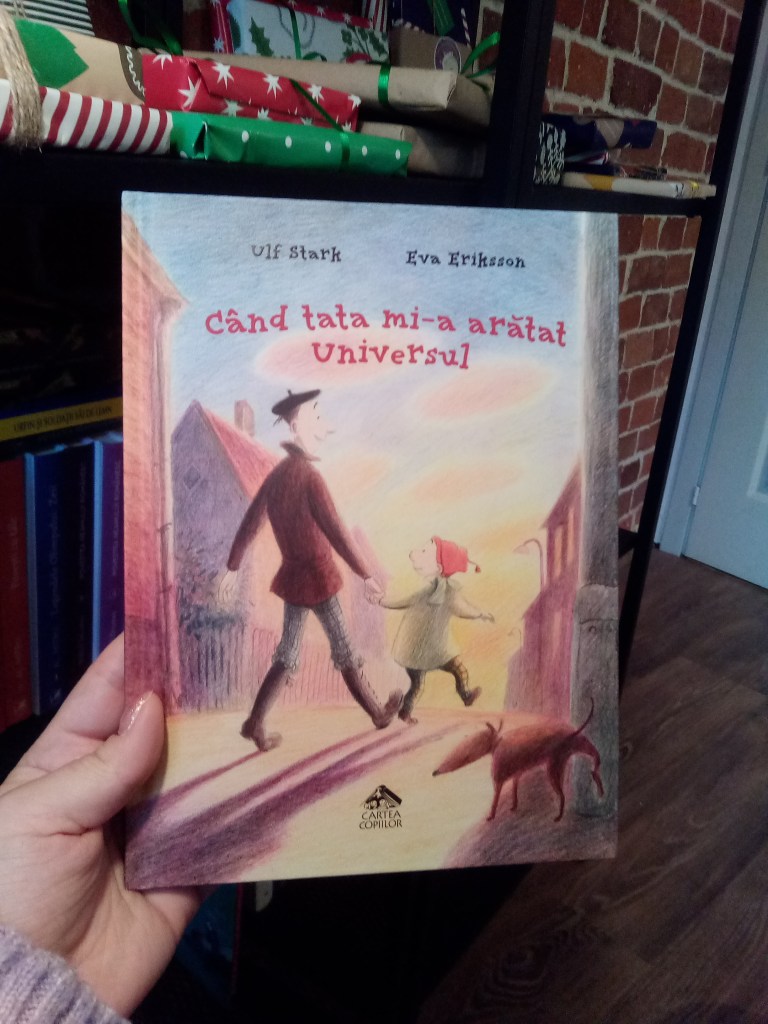 Ulf Stark Eva Eriksson
Când tata mi-a arătat
Universul
CARTEA
COPIILOR